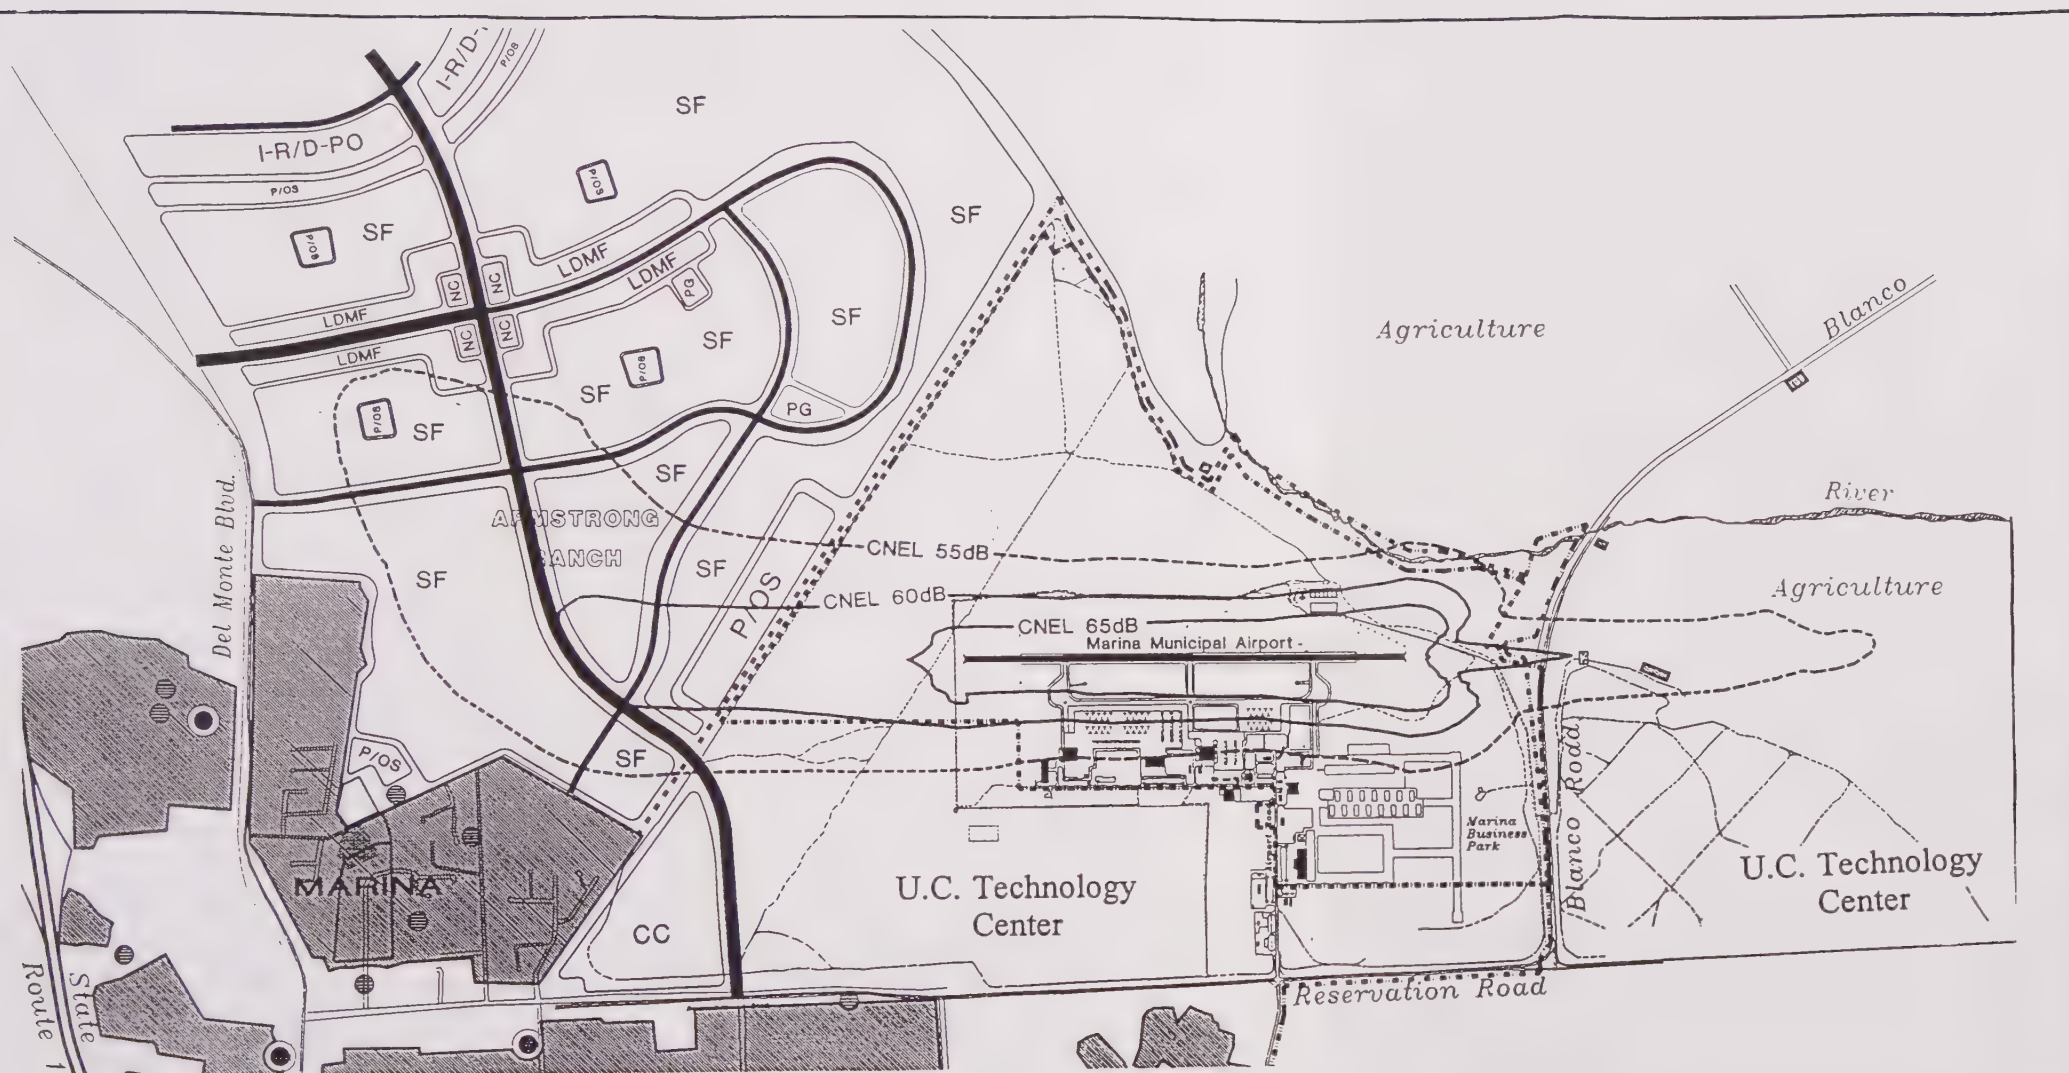 I-R/D-
P/OS
SF
I-R/D-PO
P/OS
P/OS
SF
P/OS
SF
LDMF
LDMF
NC
NC
PG
LDMF
NC
NC
SF
SF
Agriculture
Blanco
LDMF
P/OS
SF
P/OS
SF
PG
SF
Del Monte Blvd.
River
ARMSTRONG
RANCH
CNEL 55dB
SF
SF
P/OS
CNEL 60dB
Agriculture
CNEL 65dB
Marina Municipal Airport
P/OS
SF
Blanco Road
Marina
Business
Park
MARINA
U.C. Technology
Center
U.C. Technology
Center
CC
State
Route 1
Reservation Road